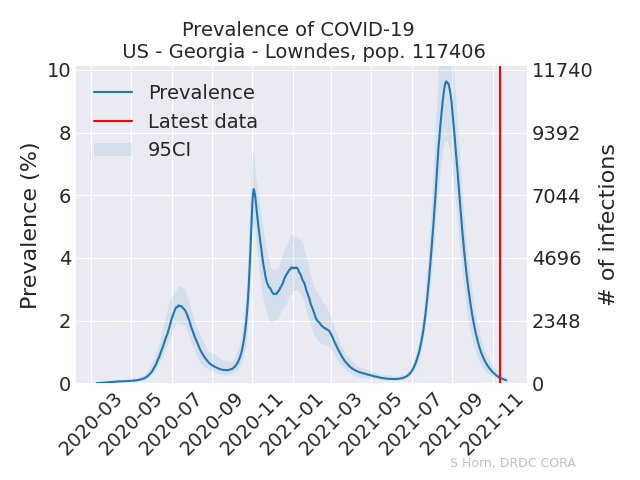 Prevalence of COVID-19
US - Georgia - Lowndes, pop. 117406
Prevalence (%)
10
8
6
4
2
0
Prevalence
Latest data
95CI
11740
9392
7044
4696
2348
0
# of infections
2020-03
2020-05
2020-07
2020-09
2020-11
2021-01
2021-03
2021-05
2021-07
2021-09
2021-11
S Horn, DRDC CORA